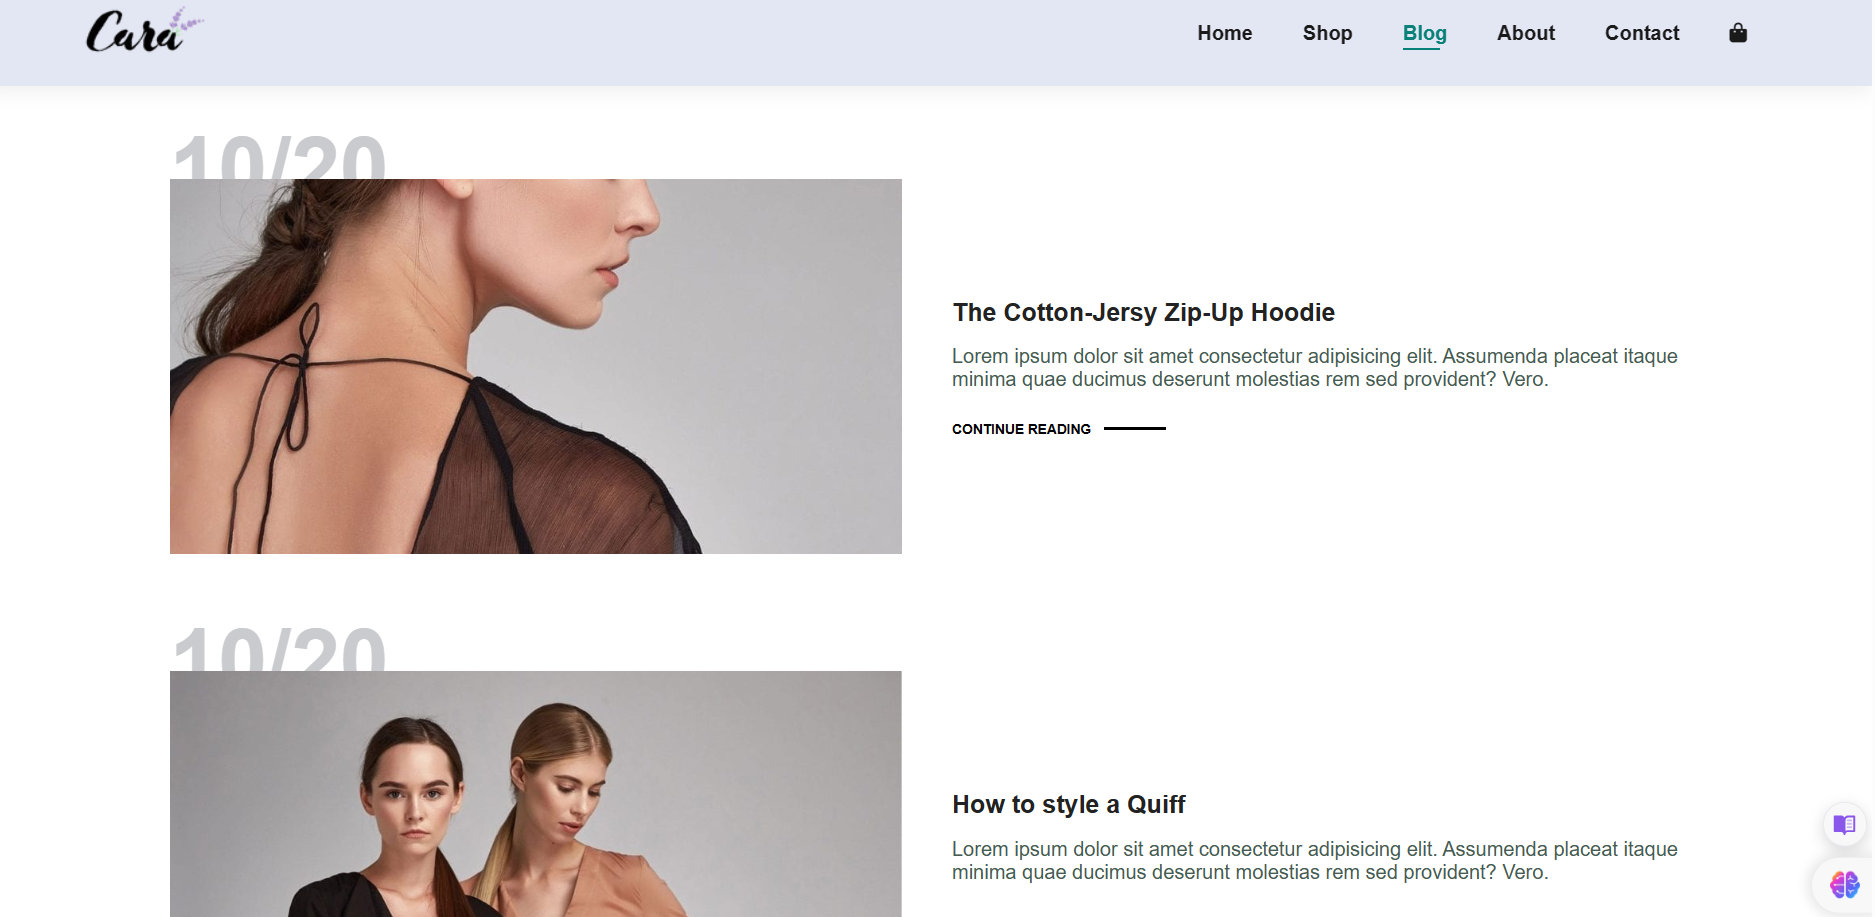 Cara
Home
Shop
Blog
About
Contact
10/20
The Cotton-Jersy Zip-Up Hoodie
Lorem ipsum dolor sit amet consectetur adipisicing elit. Assumenda placeat itaque
minima quae ducimus deserunt molestias rem sed provident? Vero.
CONTINUE READING
10/20
How to style a Quiff
Lorem ipsum dolor sit amet consectetur adipisicing elit. Assumenda placeat itaque
minima quae ducimus deserunt molestias rem sed provident? Vero.